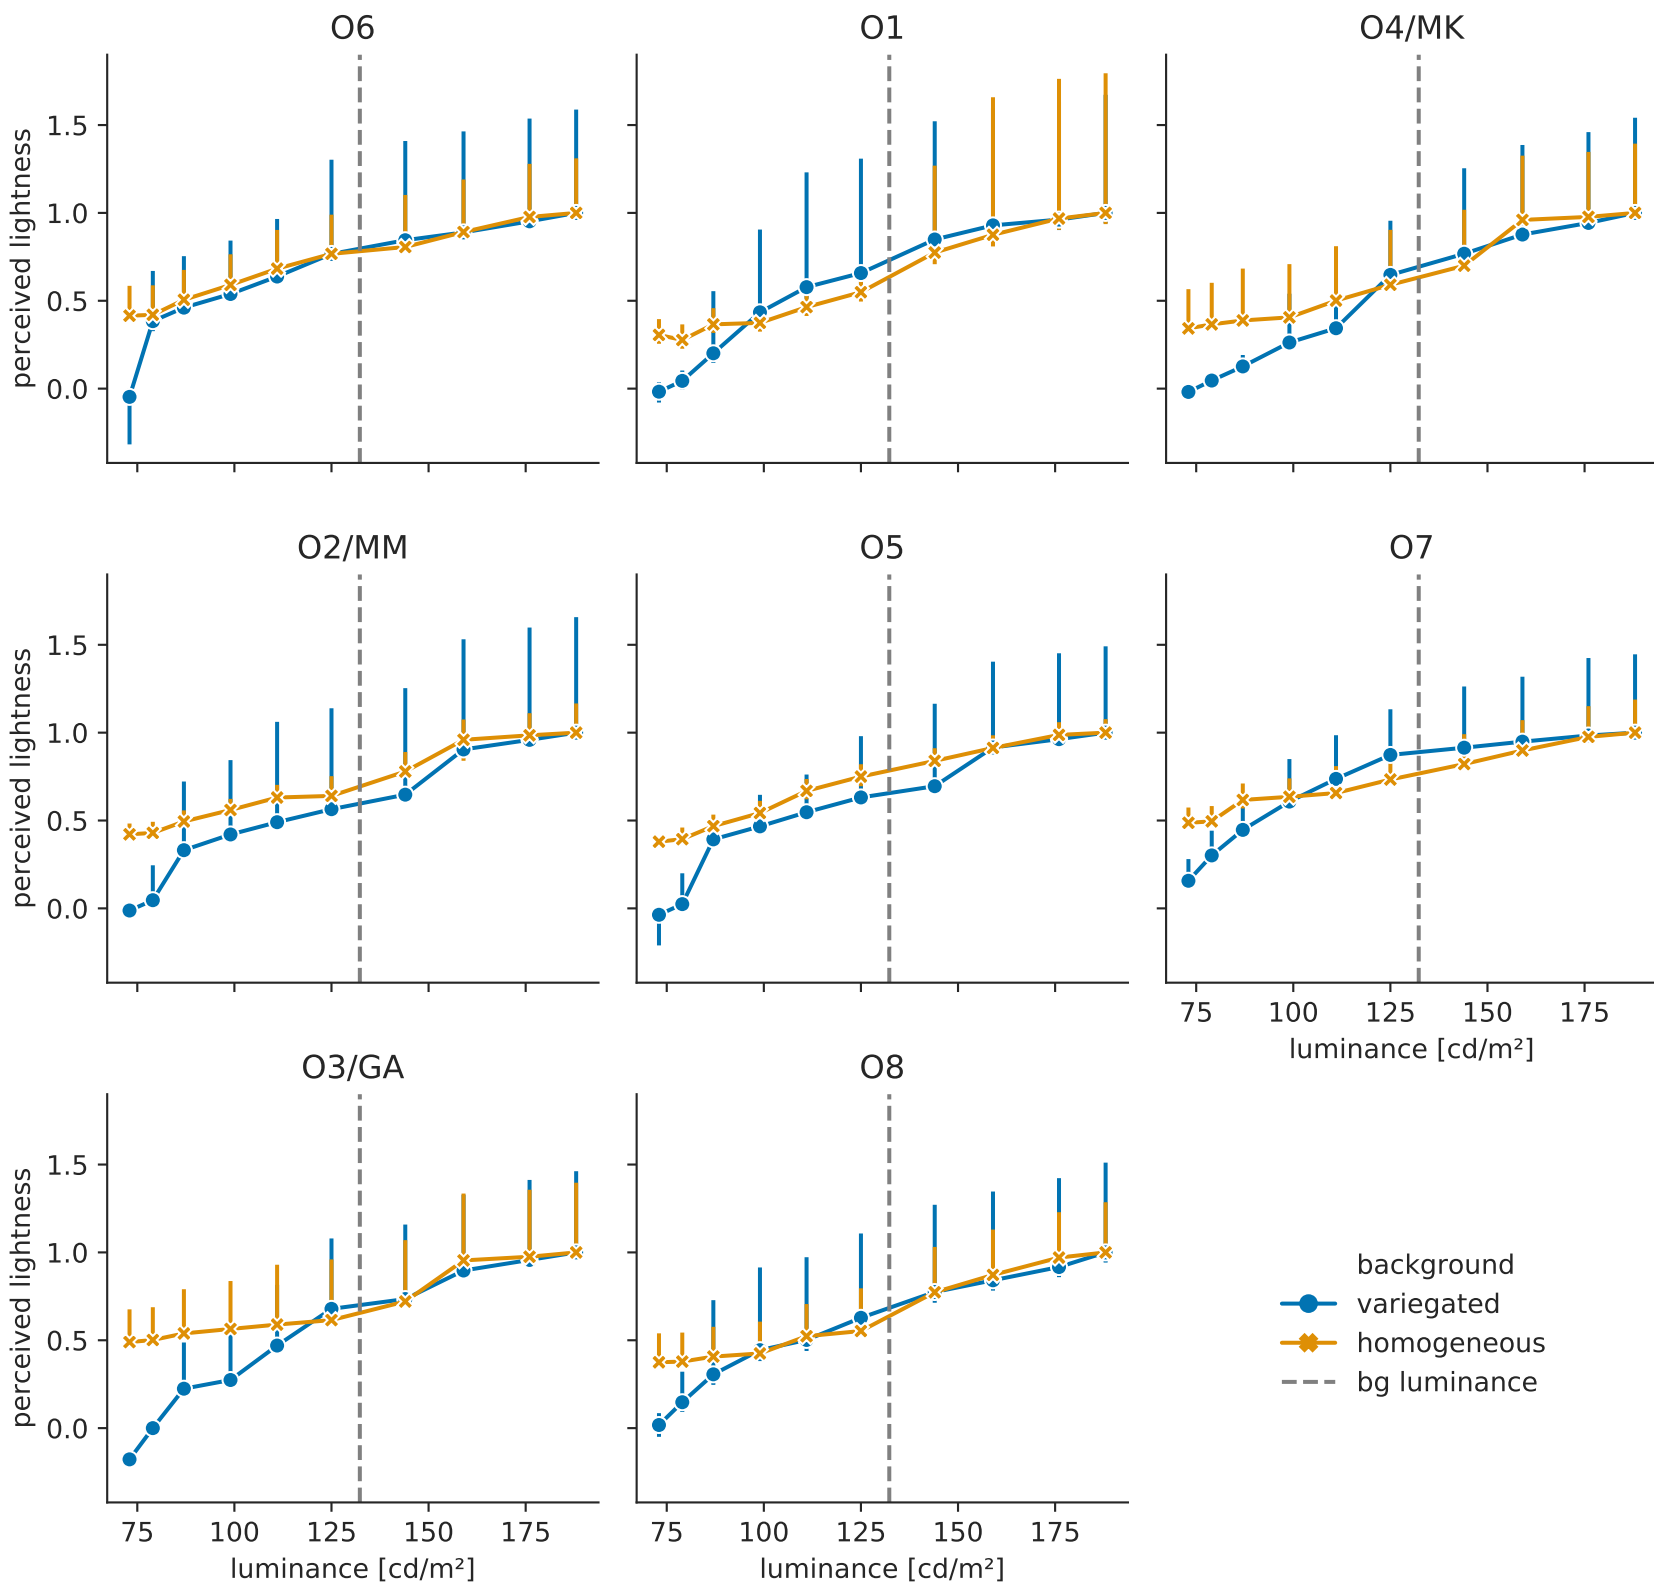 O6
O1
O4/MK
perceived lightness
1.5
1.0
0.5
0.0
O2/MM
O5
O7
perceived lightness
1.5
1.0
0.5
0.0
75 100 125 150 175
luminance [cd/m²]
O3/GA
O8
perceived lightness
1.5
1.0
0.5
0.0
75 100 125 150 175
luminance [cd/m²]
75 100 125 150 175
luminance [cd/m²]
background
variegated
homogeneous
bg luminance